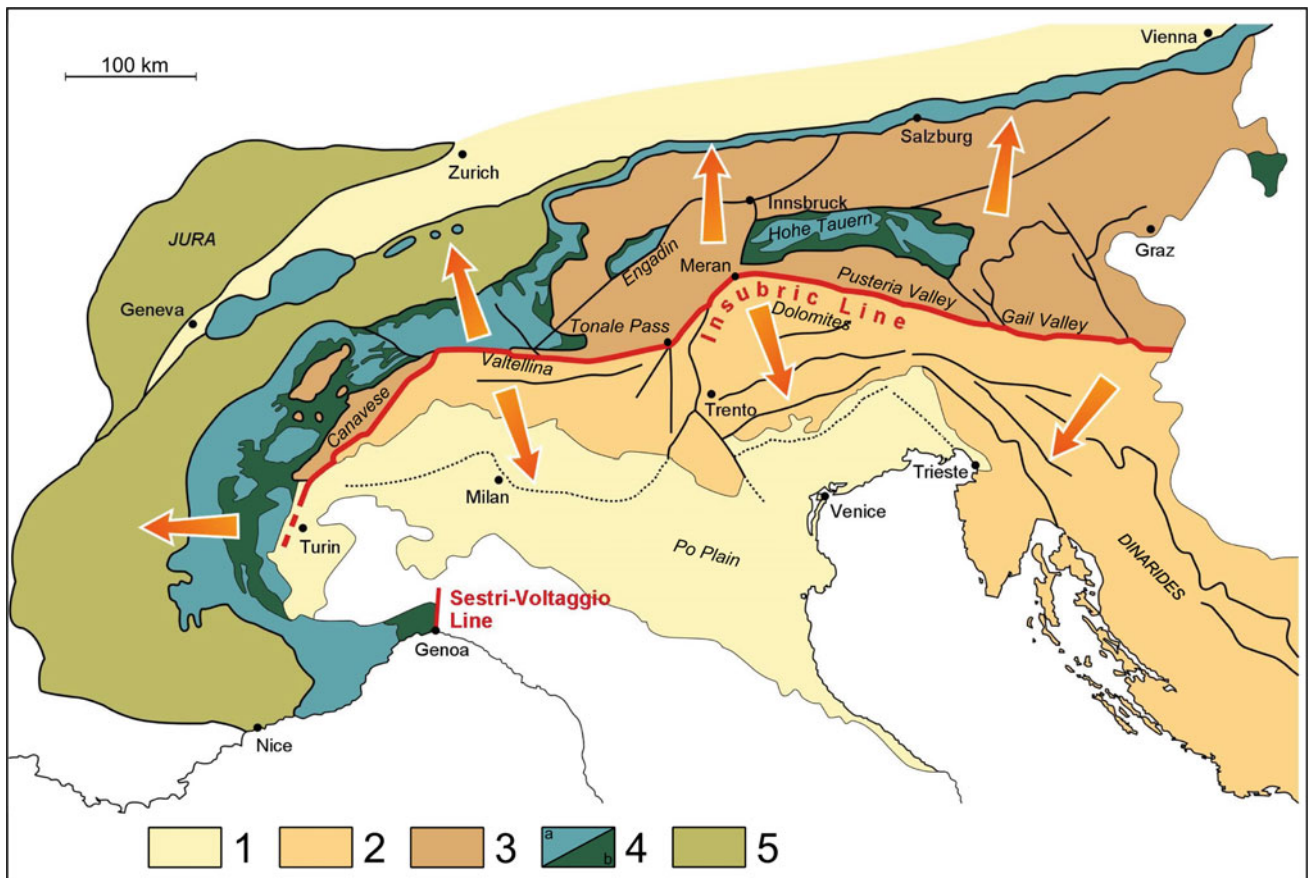 Vienna
100 km
Salzburg
Zurich
JURA
Innsbruck
Hohe Tauern
Engadin
Graz
Meran
Geneva
Pusteria Valley
Insubric Line
Dolomites
Gail Valley
Tonale Pass
Valtellina
Canavese
Trento
Trieste
Milan
Venice
Turin
Po Plain
DINARIDES
Sestri-Voltaggio
Line
Genoa
Nice
1 2 3 a b 4 5